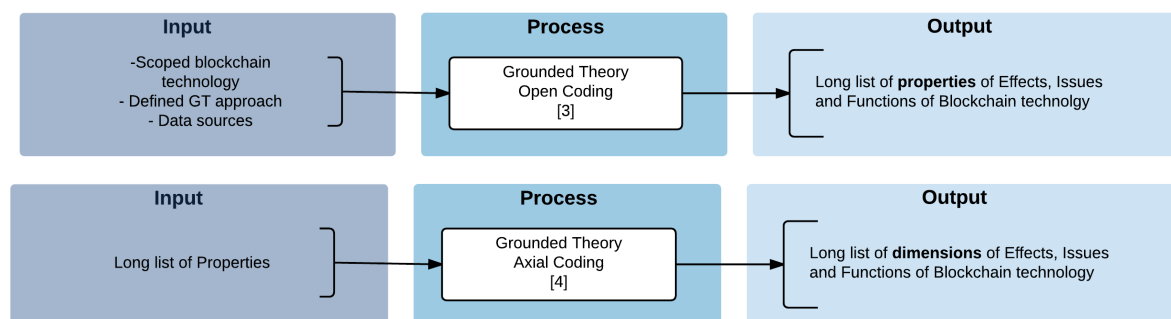 Input
-Scoped blockchain
technology
- Defined GT approach
- Data sources
Process
Grounded Theory
Open Coding
[3]
Output
Long list of properties of Effects, Issues
and Functions of Blockchain technolgy
Input
Long list of Properties
Process
Grounded Theory
Axial Coding
[4]
Output
Long list of dimensions of Effects, Issues
and Functions of Blockchain technology